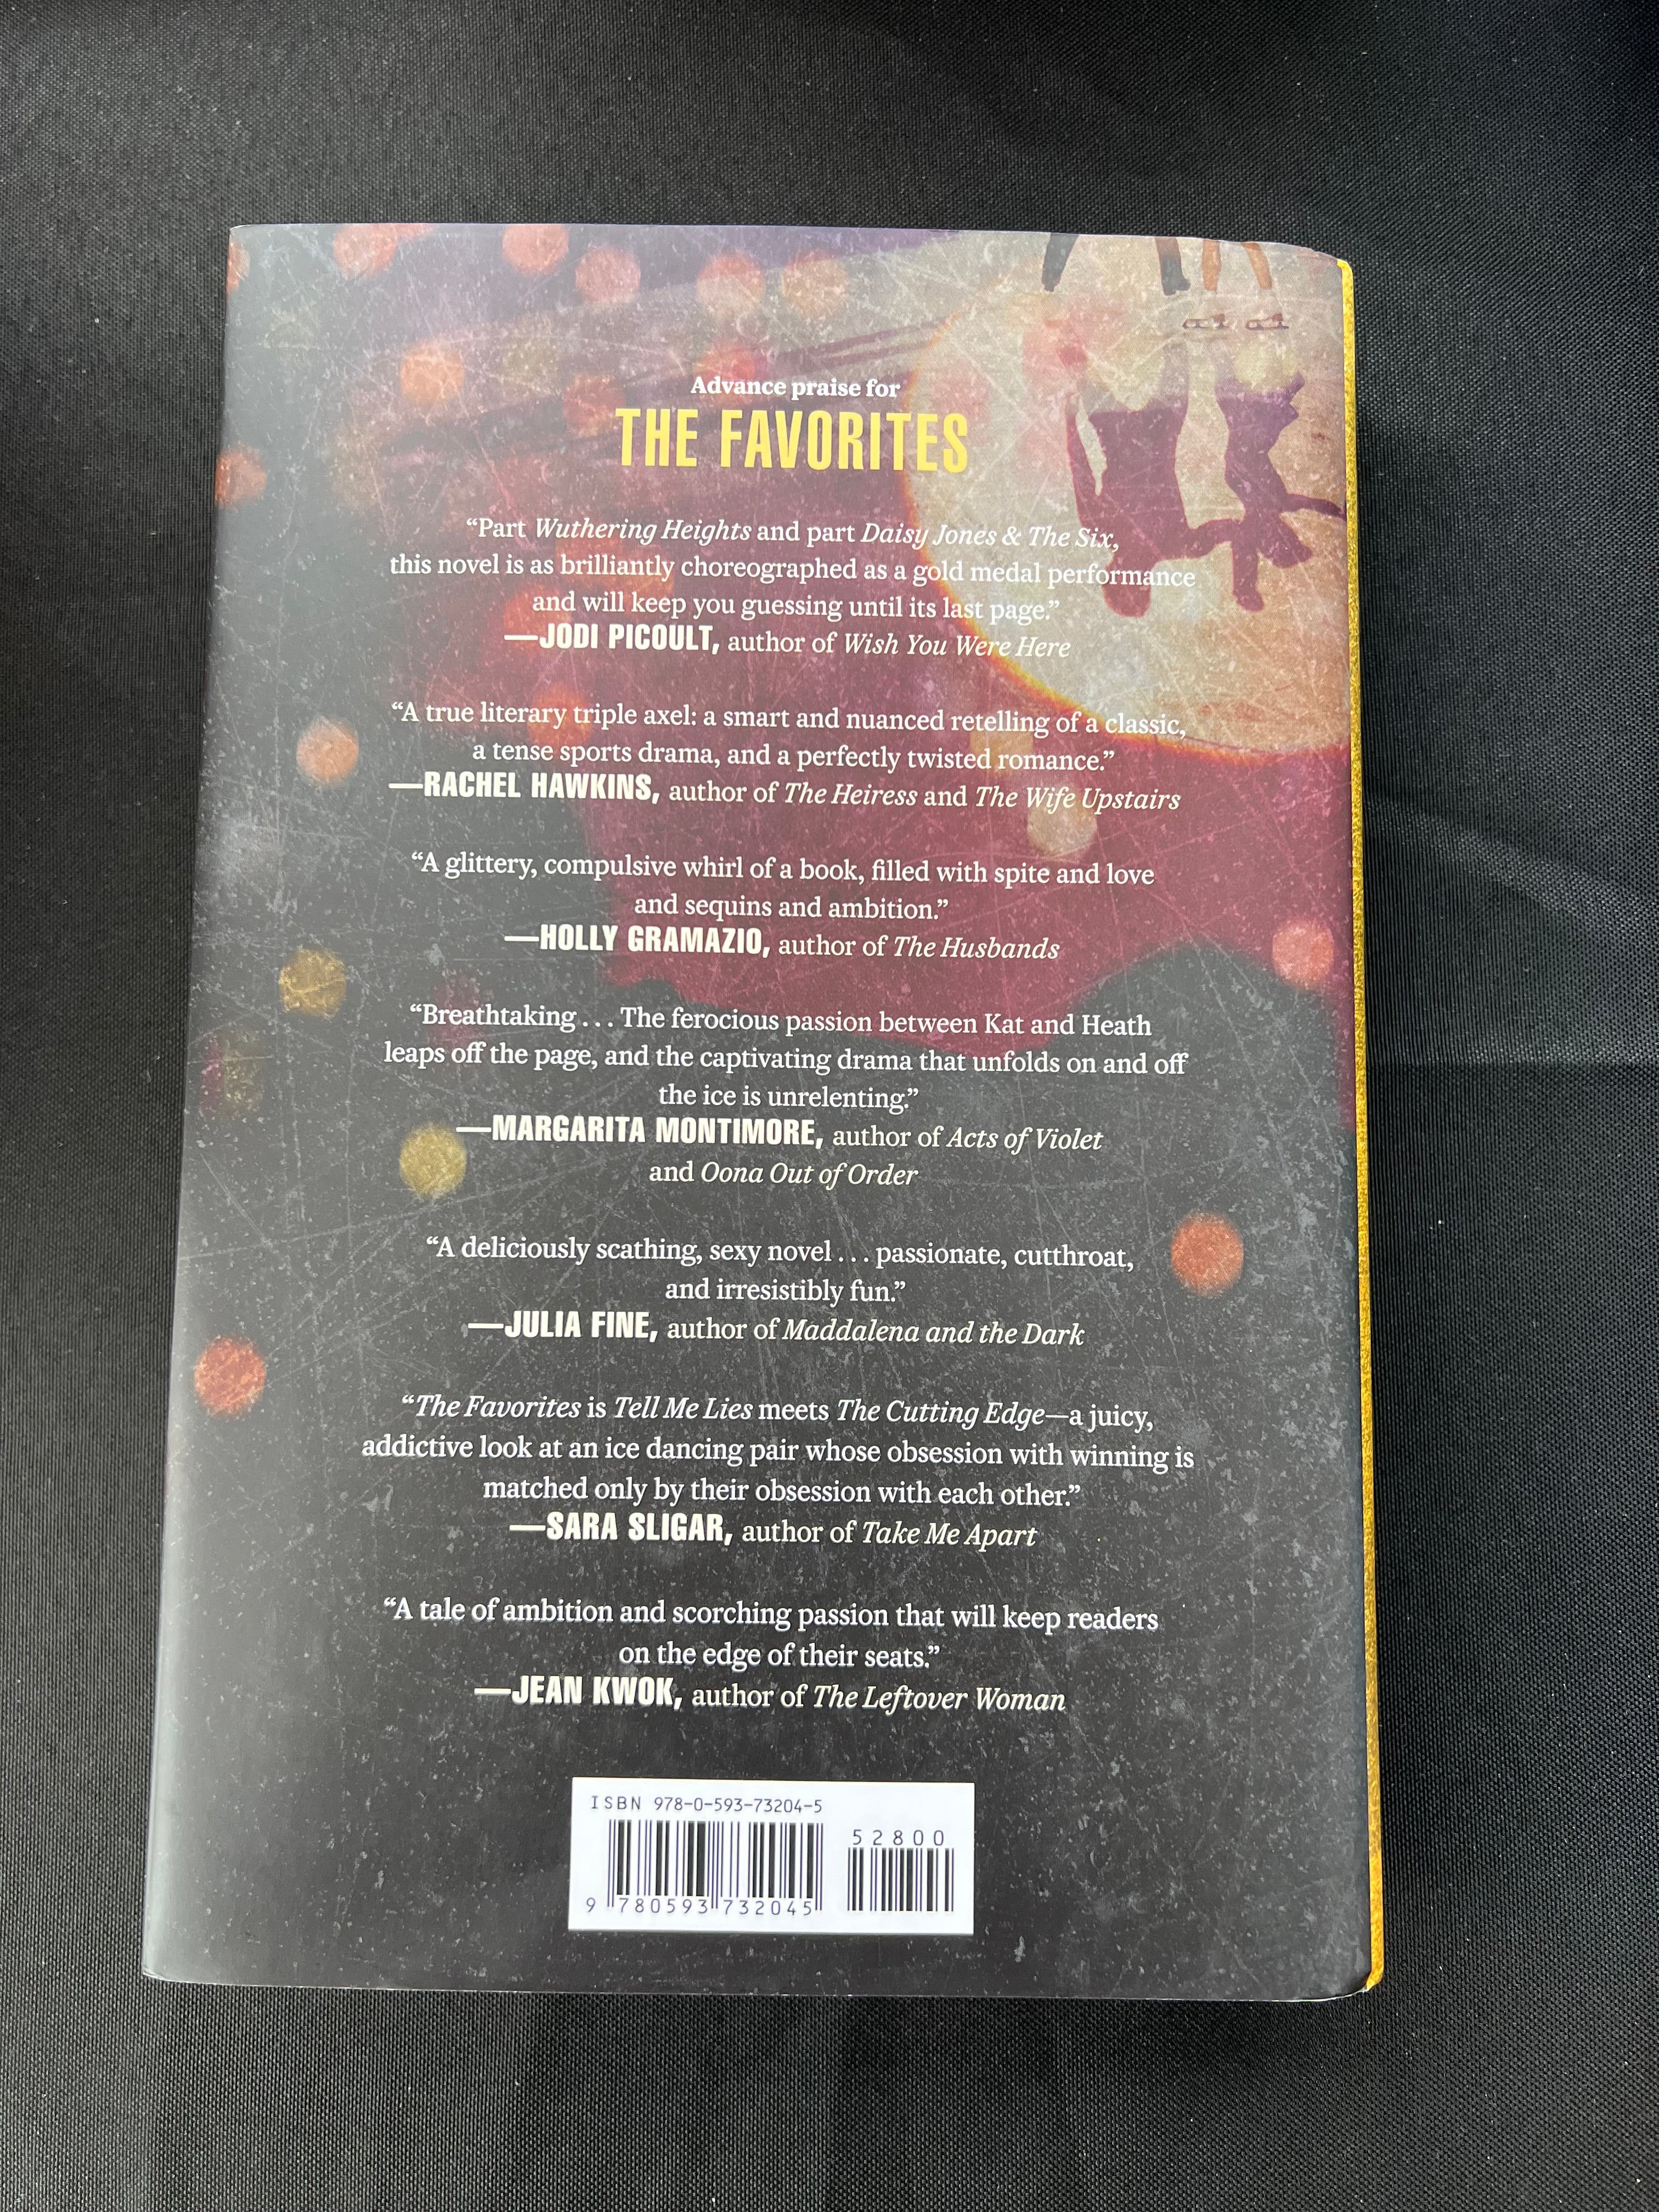 Advance praise for
THE FAVORITES
“Part Wuthering Heights and part Daisy Jones & The Six,
this novel is as brilliantly choreographed as a gold medal performance
and will keep you guessing until its last page.”
—JODI PICOULT, author of Wish You Were Here
“A true literary triple axel: a smart and nuanced retelling of a classic,
a tense sports drama, and a perfectly twisted romance.”
—RACHEL HAWKINS, author of The Heiress and The Wife Upstairs
“A glittery, compulsive whirl of a book, filled with spite and love
and sequins and ambition.”
—HOLLY GRAMAZIO, author of The Husbands
“Breathtaking . . . The ferocious passion between Kat and Heath
leaps off the page, and the captivating drama that unfolds on and off
the ice is unrelenting.”
—MARGARITA MONTIMORE, author of Acts of Violet
and Oona Out of Order
“A deliciously scathing, sexy novel . . . passionate, cutthroat,
and irresistibly fun.”
—JULIA FINE, author of Maddalena and the Dark
“The Favorites is Tell Me Lies meets The Cutting Edge—a juicy,
addictive look at an ice dancing pair whose obsession with winning is
matched only by their obsession with each other.”
—SARA SLIGAR, author of Take Me Apart
“A tale of ambition and scorching passion that will keep readers
on the edge of their seats.”
—JEAN KWOK, author of The Leftover Woman
ISBN 978-0-593-73204-5
52800
9 780593 732045